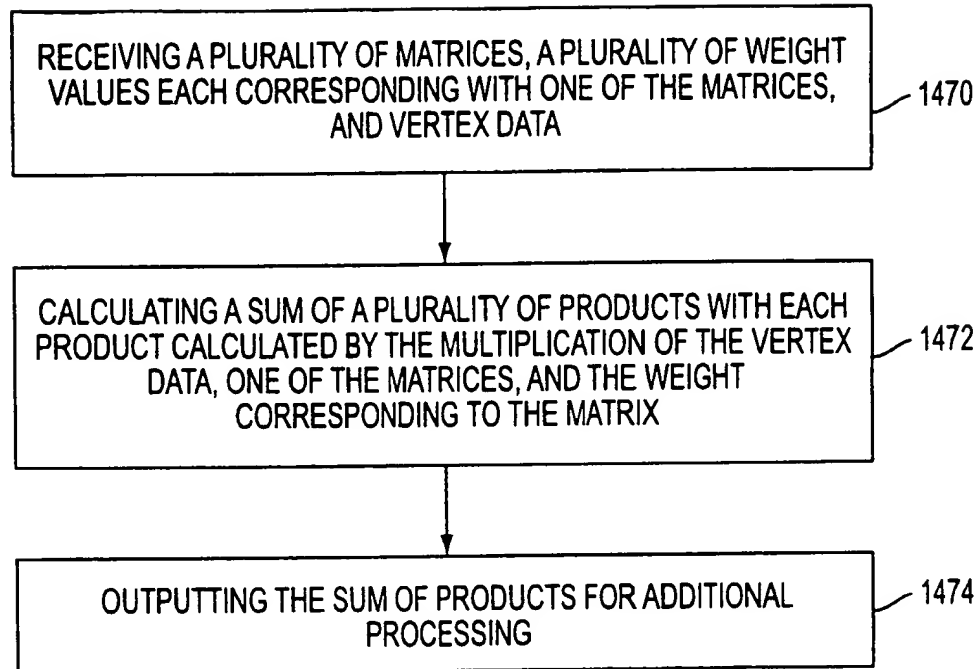 RECEIVING A PLURALITY OF MATRICES, A PLURALITY OF WEIGHT
VALUES EACH CORRESPONDING WITH ONE OF THE MATRICES,
AND VERTEX DATA
1470
CALCULATING A SUM OF A PLURALITY OF PRODUCTS WITH EACH
PRODUCT CALCULATED BY THE MULTIPLICATION OF THE VERTEX
DATA, ONE OF THE MATRICES, AND THE WEIGHT
CORRESPONDING TO THE MATRIX
1472
OUTPUTTING THE SUM OF PRODUCTS FOR ADDITIONAL
PROCESSING
1474